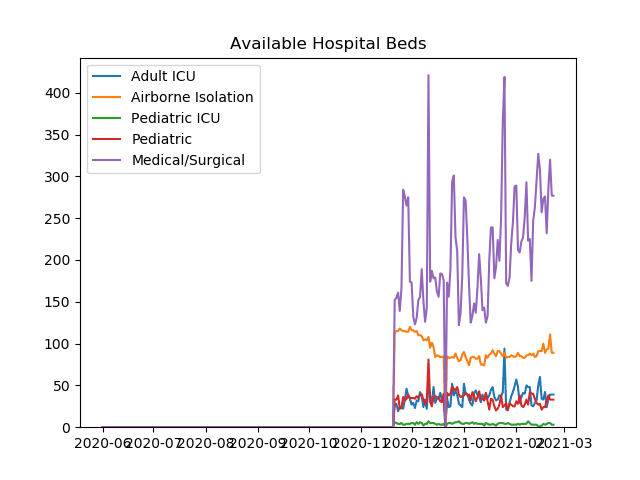 Available Hospital Beds
Adult ICU
Airborne Isolation
Pediatric ICU
Pediatric
Medical/Surgical
400
350
300
250
200
150
100
50
0
2020-06 2020-07 2020-08 2020-09 2020-10 2020-11 2020-12 2021-01 2021-02 2021-03